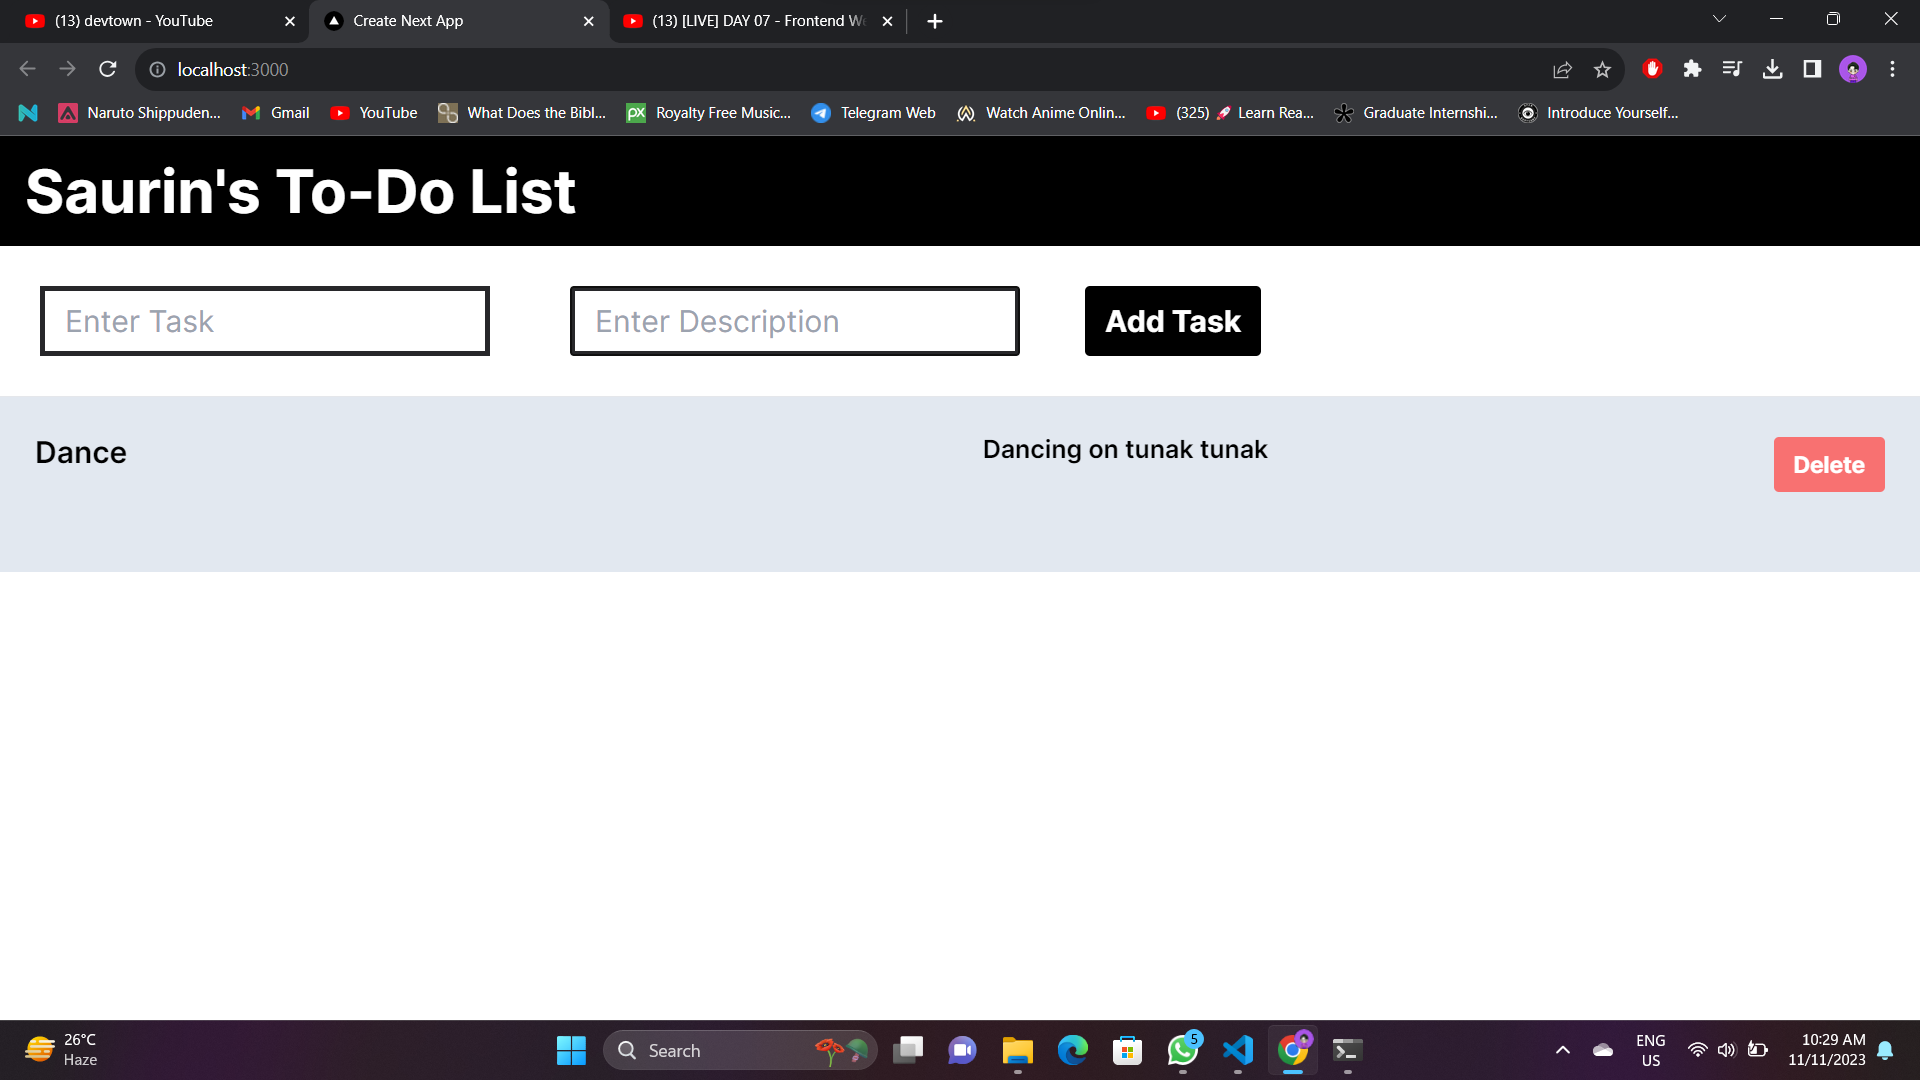 (13) devtown - YouTube
Create Next App
(13) [LIVE] DAY 07 - Frontend We
localhost:3000
Naruto Shippuden...
Gmail
YouTube
What Does the Bibl...
PX
Royalty Free Music...
Telegram Web
Watch Anime Onlin...
(325) 🚀 Learn Rea...
Graduate Internshi...
Introduce Yourself...
Saurin's To-Do List
Enter Task
Enter Description
Add Task
Dance
Dancing on tunak tunak
Delete
26°C
Haze
Search
5
ENG
US
10:29 AM
11/11/2023